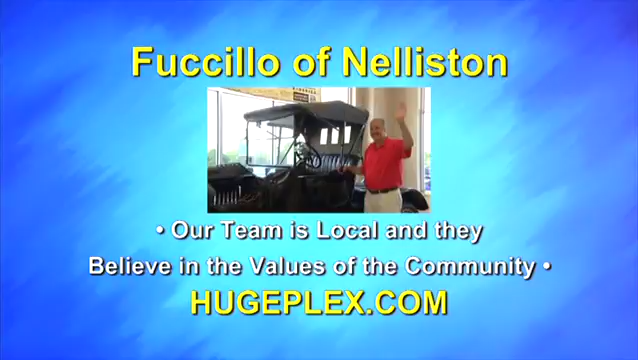 Fuccillo of Nelliston
• Our Team is Local and they
Believe in the Values of the Community •
HUGEPLEX.COM